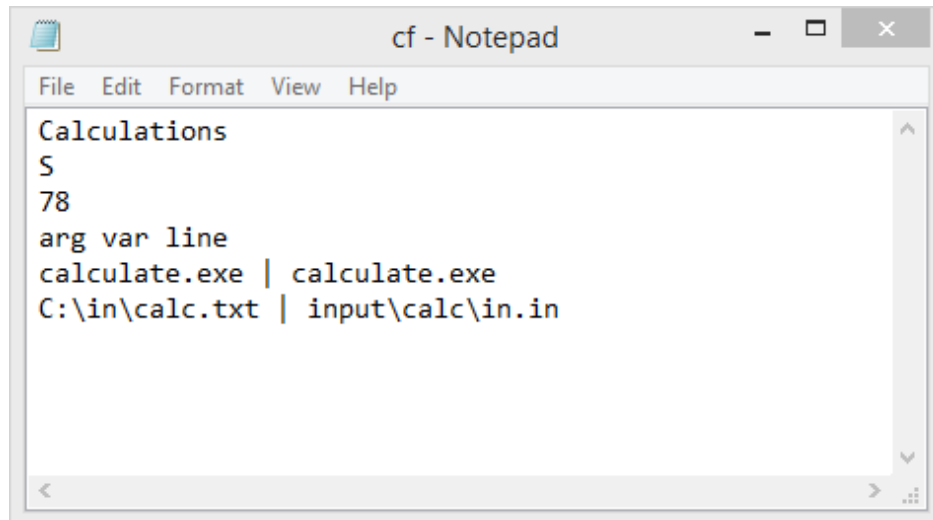 cf - Notepad
File Edit Format View Help
Calculations
S
78
arg var line
calculate.exe | calculate.exe
C:\in\calc.txt | input\calc\in.in